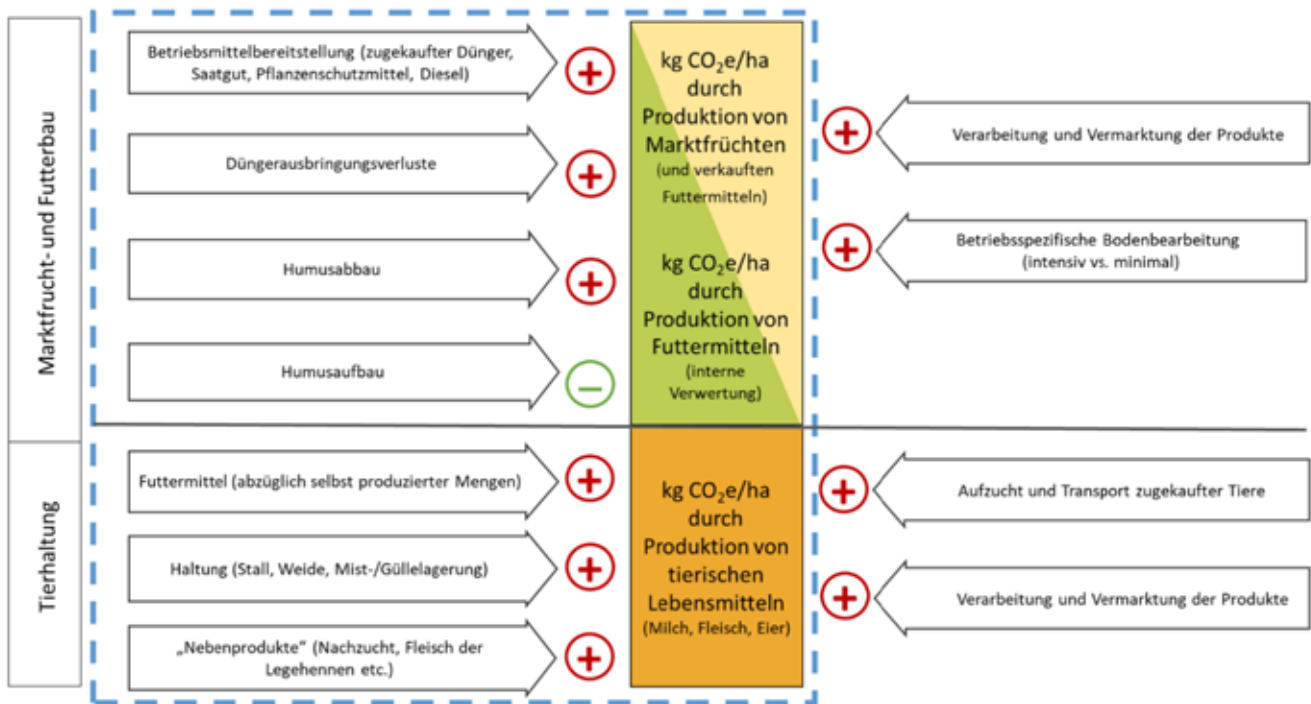 Marktfrucht- und Futterbau
Betriebsmittelbereitstellung (zugekaufter Dünger,
Saatgut, Pflanzenschutzmittel, Diesel)
+
Düngerausbringungsverluste
+
Humusabbau
+
Humusaufbau
−
kg CO₂e/ha
durch
Produktion von
Marktfrüchten
(und verkauften
Futtermitteln)
kg CO₂e/ha
durch
Produktion von
Futtermitteln
(interne
Verwertung)
+
Verarbeitung und Vermarktung der Produkte
+
Betriebsspezifische Bodenbearbeitung
(intensiv vs. minimal)
Tierhaltung
Futtermittel (abzüglich selbst produzierter Mengen)
+
Haltung (Stall, Weide, Mist-/Güllelagerung)
+
„Nebenprodukte“ (Nachzucht, Fleisch der
Legehennen etc.)
+
kg CO₂e/ha
durch
Produktion von
tierischen
Lebensmitteln
(Milch, Fleisch, Eier)
+
Aufzucht und Transport zugekaufter Tiere
+
Verarbeitung und Vermarktung der Produkte